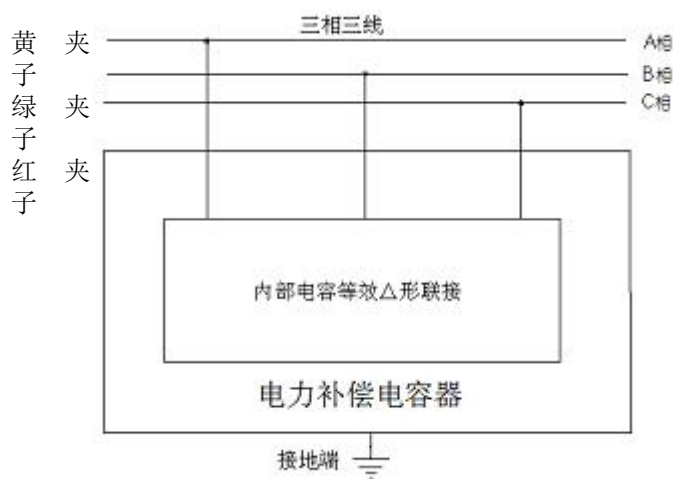 三相三线
黄 夹
子
绿 夹
子
红 夹
子
A相
B相
C相
内部电容等效△形联接
电力补偿电容器
接地端